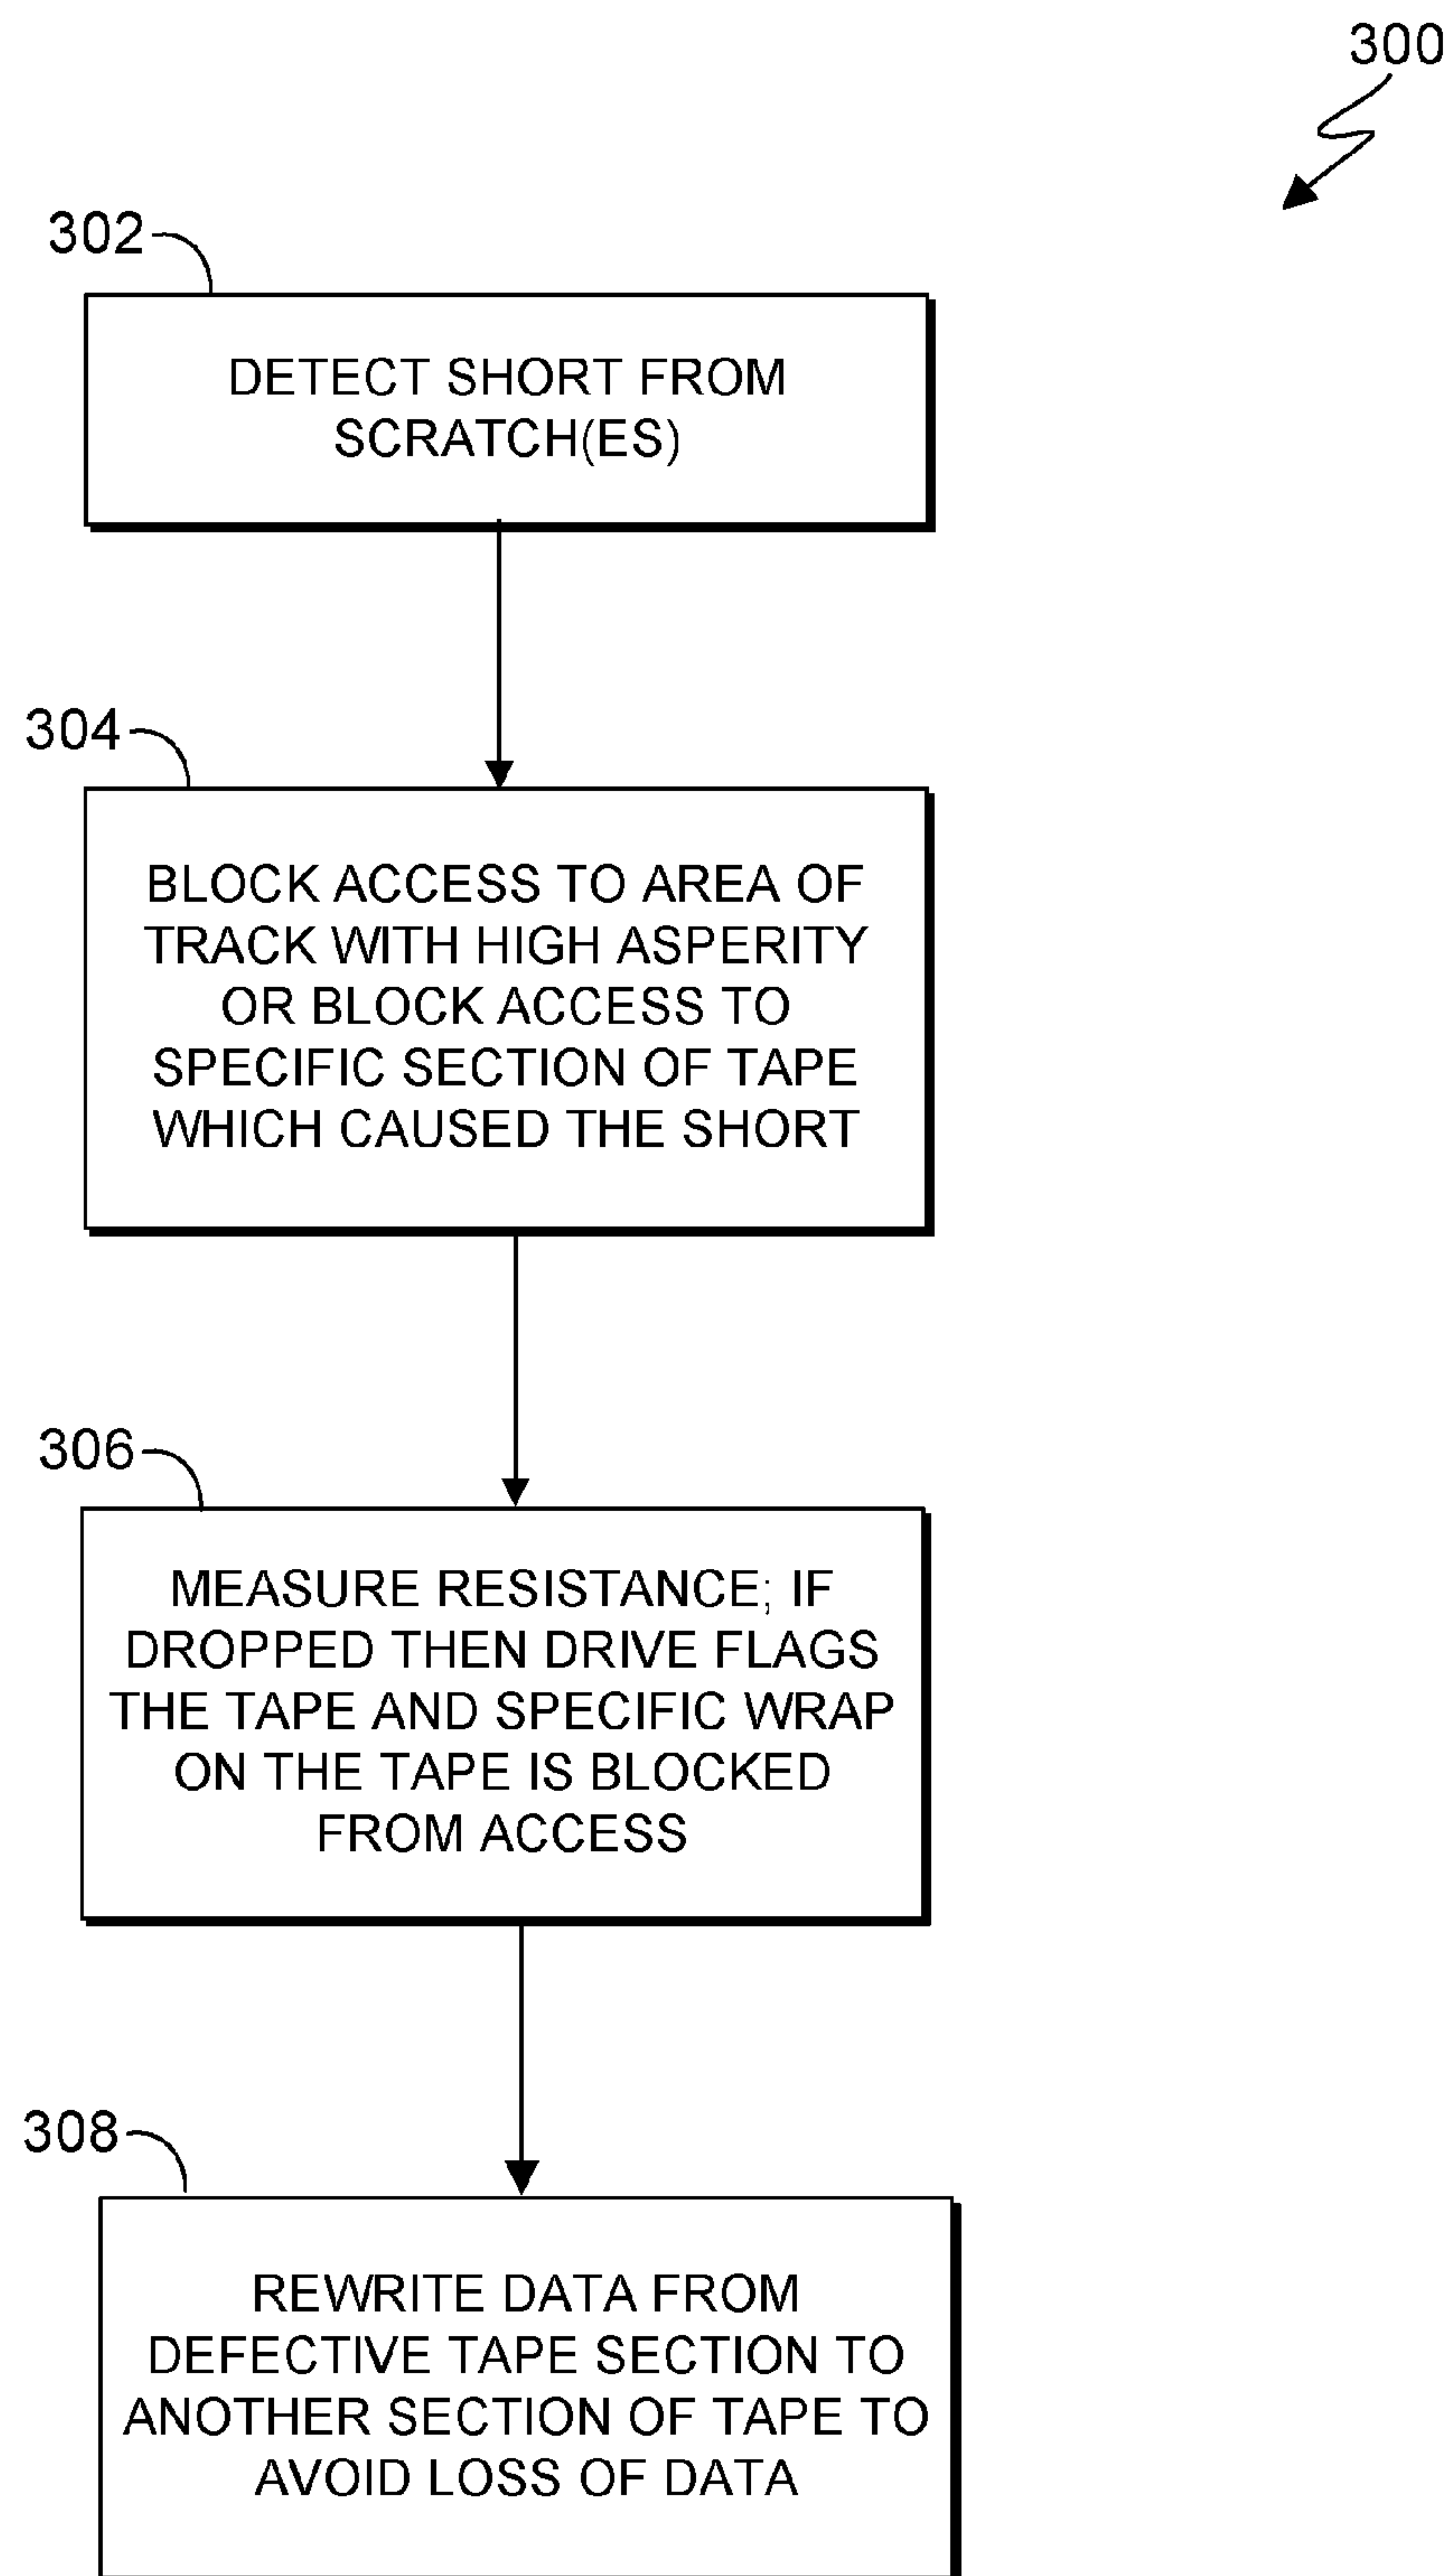 300
302
DETECT SHORT FROM
SCRATCH(ES)
304
BLOCK ACCESS TO AREA OF
TRACK WITH HIGH ASPERITY
OR BLOCK ACCESS TO
SPECIFIC SECTION OF TAPE
WHICH CAUSED THE SHORT
306
MEASURE RESISTANCE; IF
DROPPED THEN DRIVE FLAGS
THE TAPE AND SPECIFIC WRAP
ON THE TAPE IS BLOCKED
FROM ACCESS
308
REWRITE DATA FROM
DEFECTIVE TAPE SECTION TO
ANOTHER SECTION OF TAPE TO
AVOID LOSS OF DATA